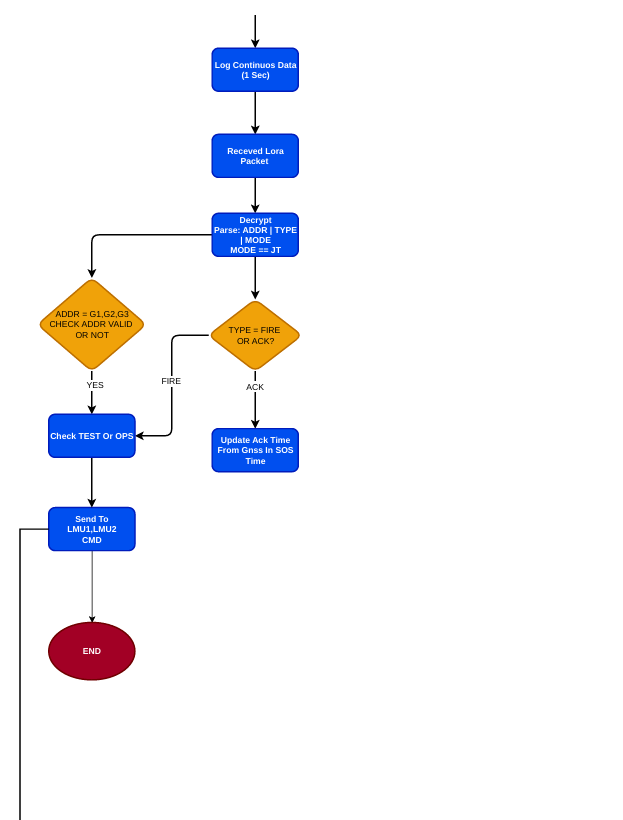 Log Continuos Data
(1 Sec)
Receved Lora
Packet
Decrypt
Parse: ADDR | TYPE
| MODE
MODE == JT
ADDR = G1,G2,G3
CHECK ADDR VALID
OR NOT
TYPE = FIRE
OR ACK?
FIRE
YES
ACK
Check TEST Or OPS
Update Ack Time
From Gnss In SOS
Time
Send To
LMU1,LMU2
CMD
END